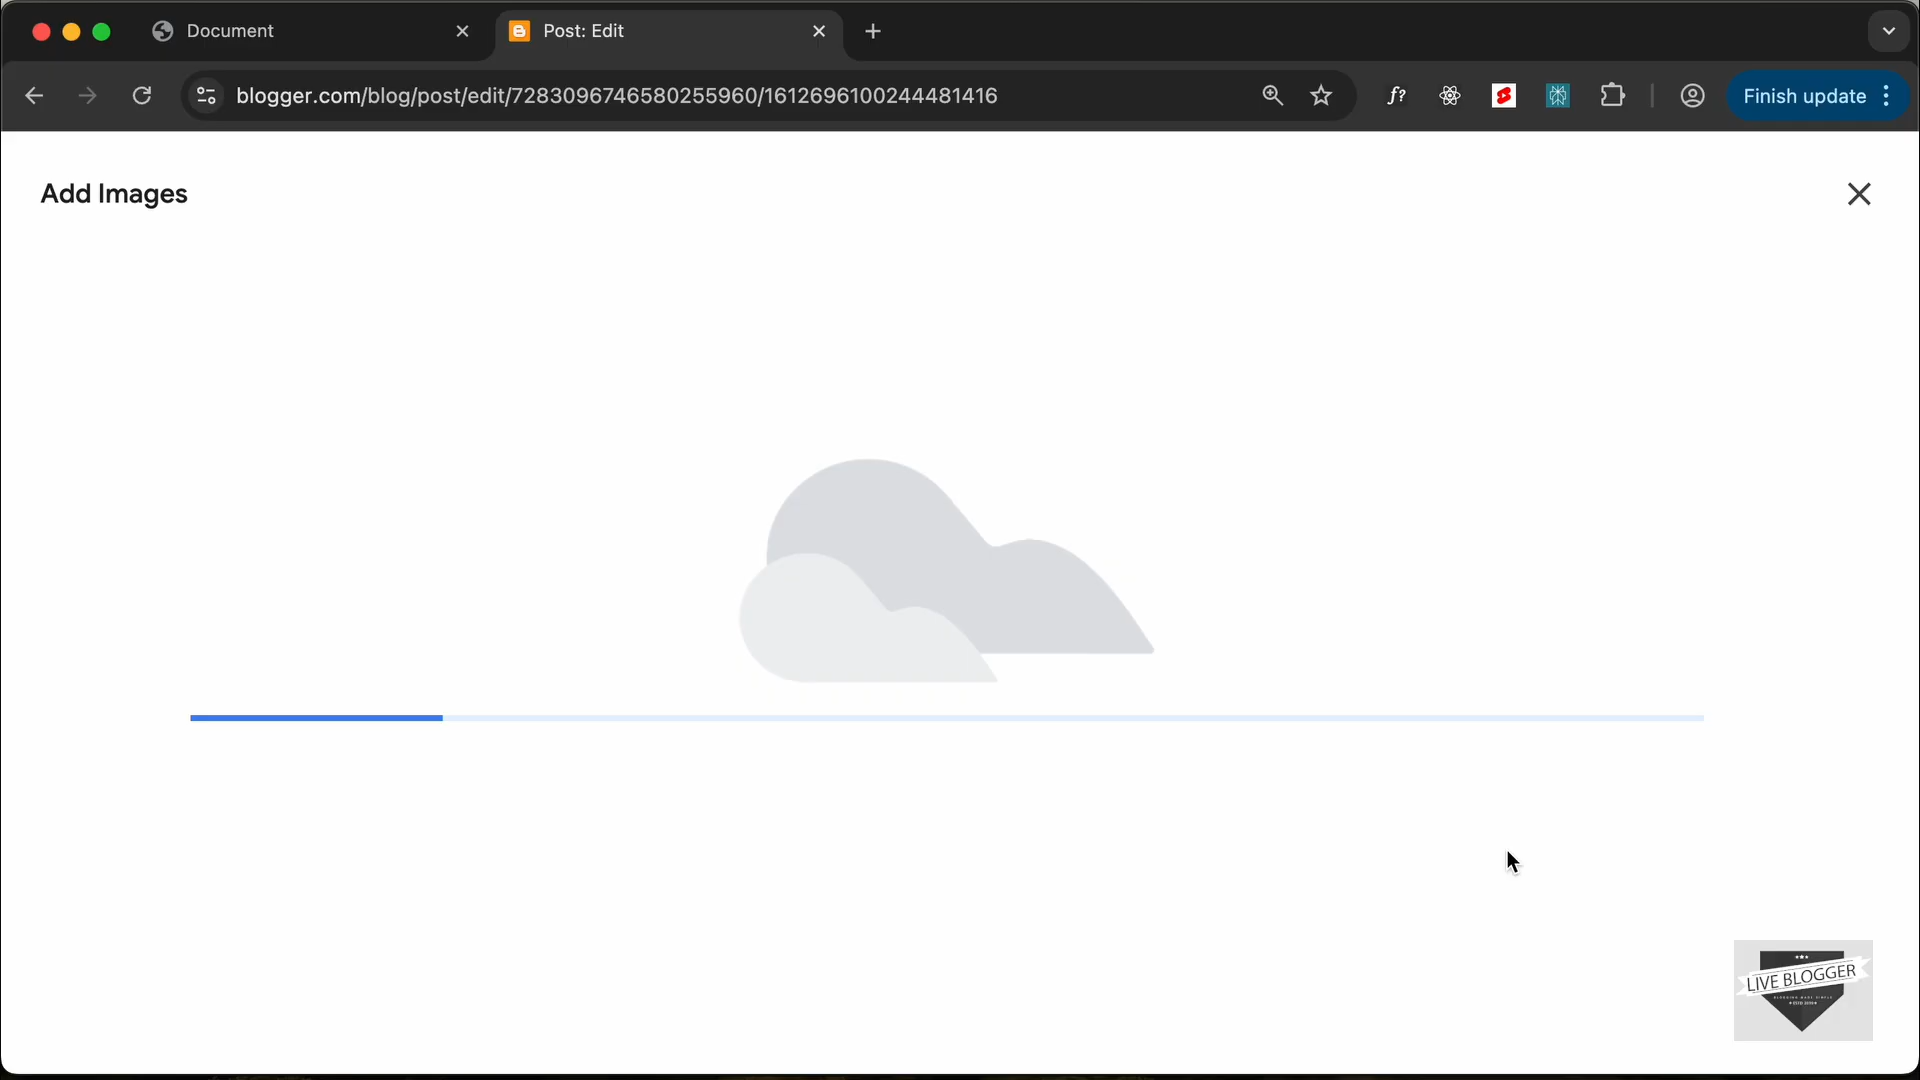 Document
Post: Edit
blogger.com/blog/post/edit/7283096746580255960/1612696100244481416
f?
Finish update
Add Images
LIVE BLOGGER